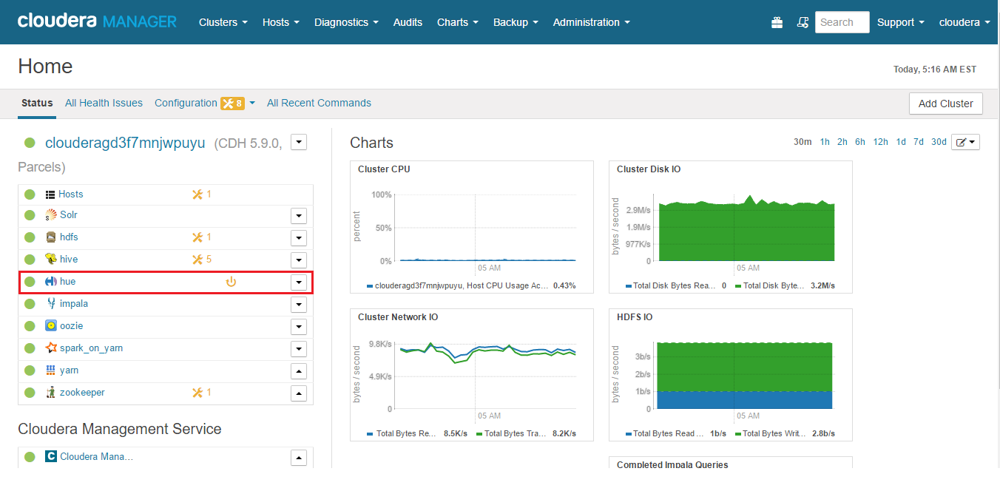 cloudera MANAGER Clusters Hosts Diagnostics Audits Charts Backup Administration Search Support cloudera
Home
Today, 5:16 AM EST
Status All Health Issues Configuration 8 All Recent Commands Add Cluster
clouderagd3f7mnjwpuyu (CDH 5.9.0,
Parcels)
Hosts 1
S Solr
hdfs 1
hive 5
hue
impala
oozie
spark_on_yarn
yarn
zookeeper 1
Cloudera Management Service
C Cloudera Mana...
Charts
30m 1h 2h 6h 12h 1d 7d 30d
Cluster CPU
percent
100%
50%
0%
05 AM
clouderagd3f7mnjwpuyu, Host CPU Usage Ac... 0.43%
Cluster Disk IO
bytes / second
2.9M/s
1.9M/s
977K/s
0
05 AM
Total Disk Bytes Rea... 0 Total Disk Byte... 3.2M/s
Cluster Network IO
bytes / second
9.8K/s
4.9K/s
0
05 AM
Total Bytes Re... 8.5K/s Total Bytes Tra... 8.2K/s
HDFS IO
bytes / second
3b/s
2b/s
1b/s
0
05 AM
Total Bytes Read ... 1b/s Total Bytes Writ... 2.8b/s
Completed Impala Queries